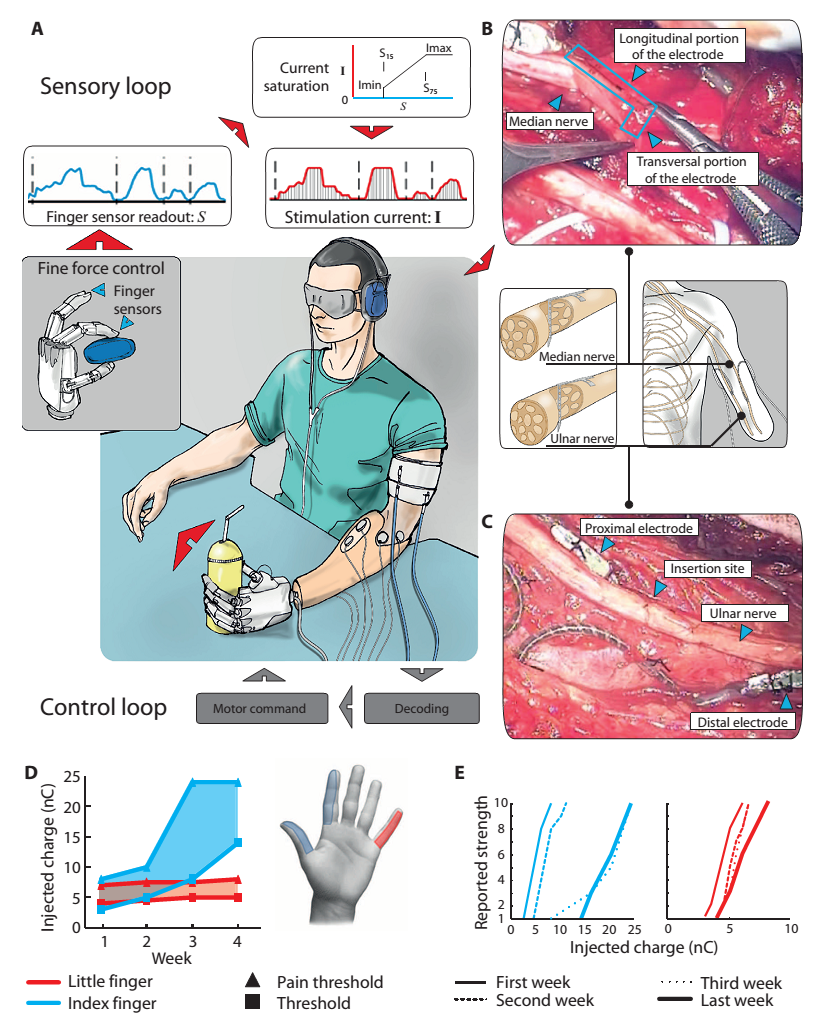 A
Sensory loop
Current
saturation
I
0
Imin
S15
Imax
S75
S
Finger sensor readout: S
Stimulation current: I
Fine force control
Finger
sensors
Control loop
Motor command
Decoding
B
Longitudinal portion
of the electrode
Median nerve
Transversal portion
of the electrode
Median nerve
Ulnar nerve
C
Proximal electrode
Insertion site
Ulnar nerve
Distal electrode
D
Injected charge (nC)
25
20
15
10
5
0
1 2 3 4
Week
E
Reported strength
10
8
6
4
2
1
0 5 10 15 20 25
0 5 10
Injected charge (nC)
Little finger
Index finger
Pain threshold
Threshold
First week
Second week
Third week
Last week